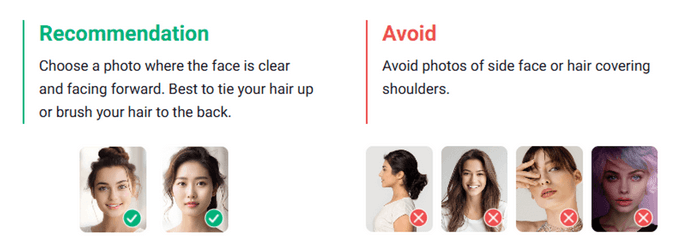 Recommendation
Choose a photo where the face is clear
and facing forward. Best to tie your hair up
or brush your hair to the back.
Avoid
Avoid photos of side face or hair covering
shoulders.